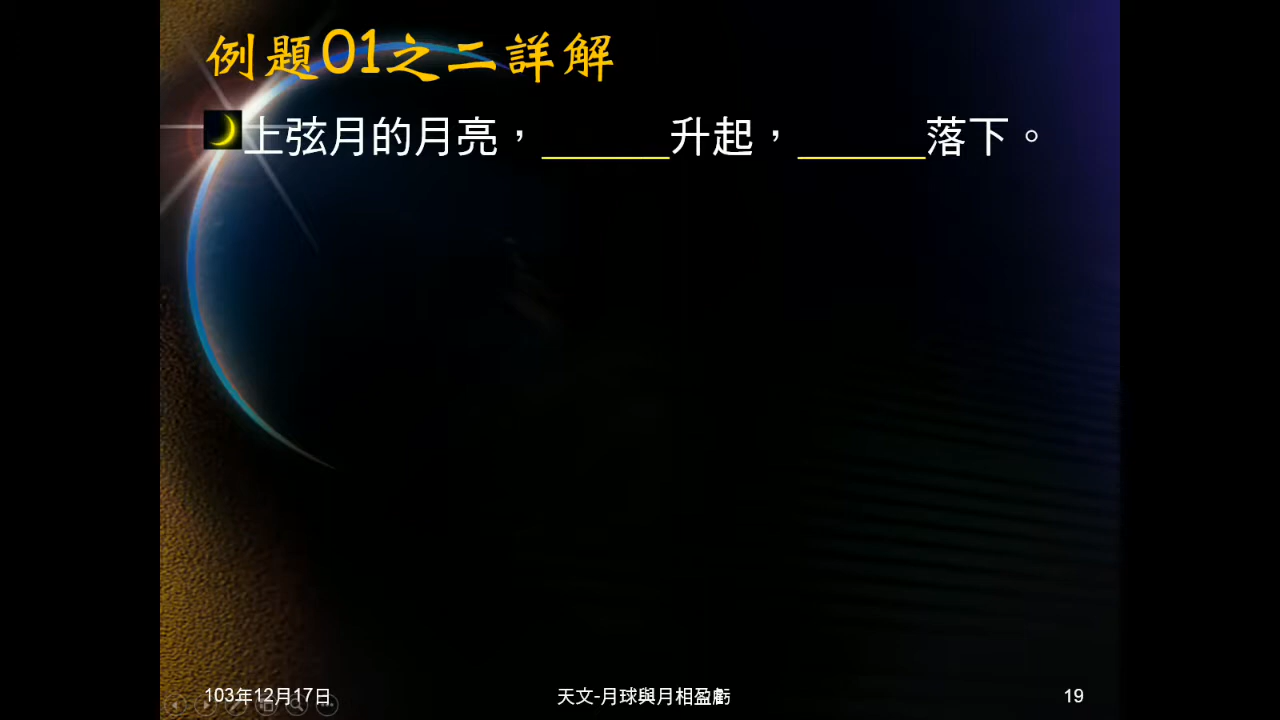 例題01之二詳解
上弦月的月亮，______升起，______落下。
103年12月17日
天文-月球與月相盈虧
19